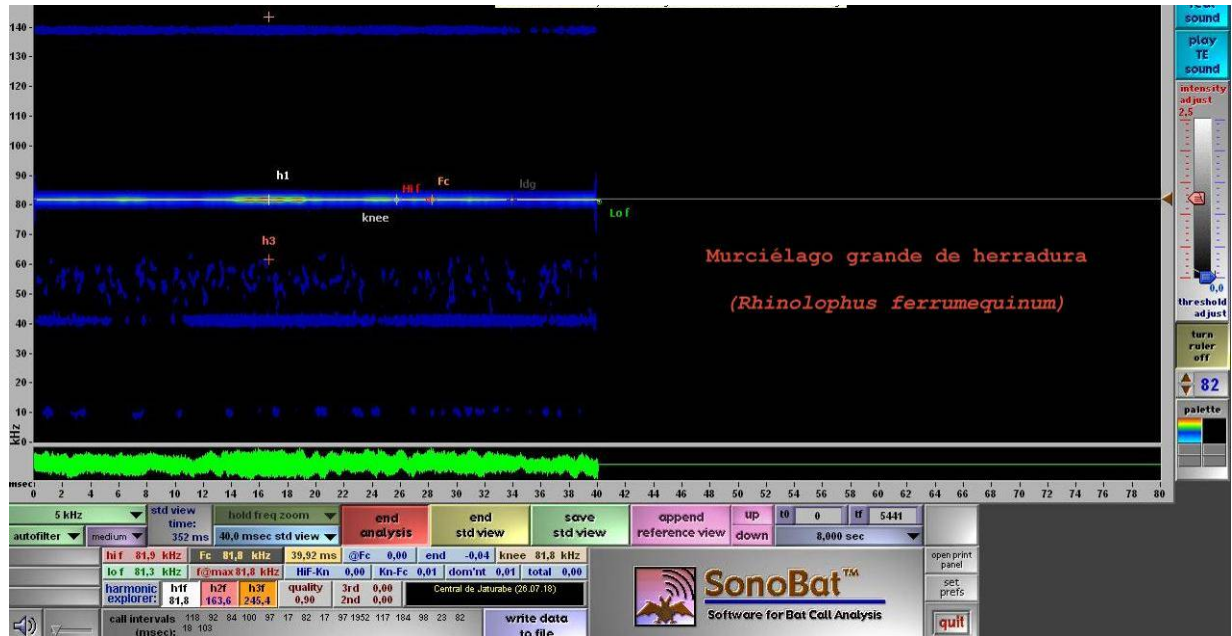 sound
play
TE
sound
intensity
adjust
2,5
0,0
threshold
adjust
turn
ruler
off
82
palette
140
130
120
110
100
90
80
70
60
50
40
30
20
10
0
kHz
h1
Hi f
Fc
ldg
knee
Lo f
h3
Murciélago grande de herradura
(Rhinolophus ferrumequinum)
msec
0 2 4 6 8 10 12 14 16 18 20 22 24 26 28 30 32 34 36 38 40 42 44 46 48 50 52 54 56 58 60 62 64 66 68 70 72 74 76 78 80
5 kHz
autofilter
medium
std view
time:
352 ms
hold freq zoom
40,0 msec std view
end
analysis
end
std view
save
std view
append
reference view
up
down
t0 0 tf 5441
8,000 sec
hi f 81,9 kHz Fc 81,8 kHz 39,92 ms @Fc 0,00 end -0,04 knee 81,8 kHz
lo f 81,3 kHz f@max 81,8 kHz HiF-Kn 0,00 Kn-Fc 0,01 dom'nt 0,01 total 0,00
harmonic
explorer:
h1f
81,8
h2f
163,6
h3f
245,4
quality
0,90
3rd 0,00
2nd 0,00
Central de Jaturabe (26.07.18)
call intervals
(msec):
118 92 84 100 97 17 82 17 97 1952 117 184 98 23 82
18 103
write data
to file
SonoBat™
Software for Bat Call Analysis
open print
panel
set
prefs
quit